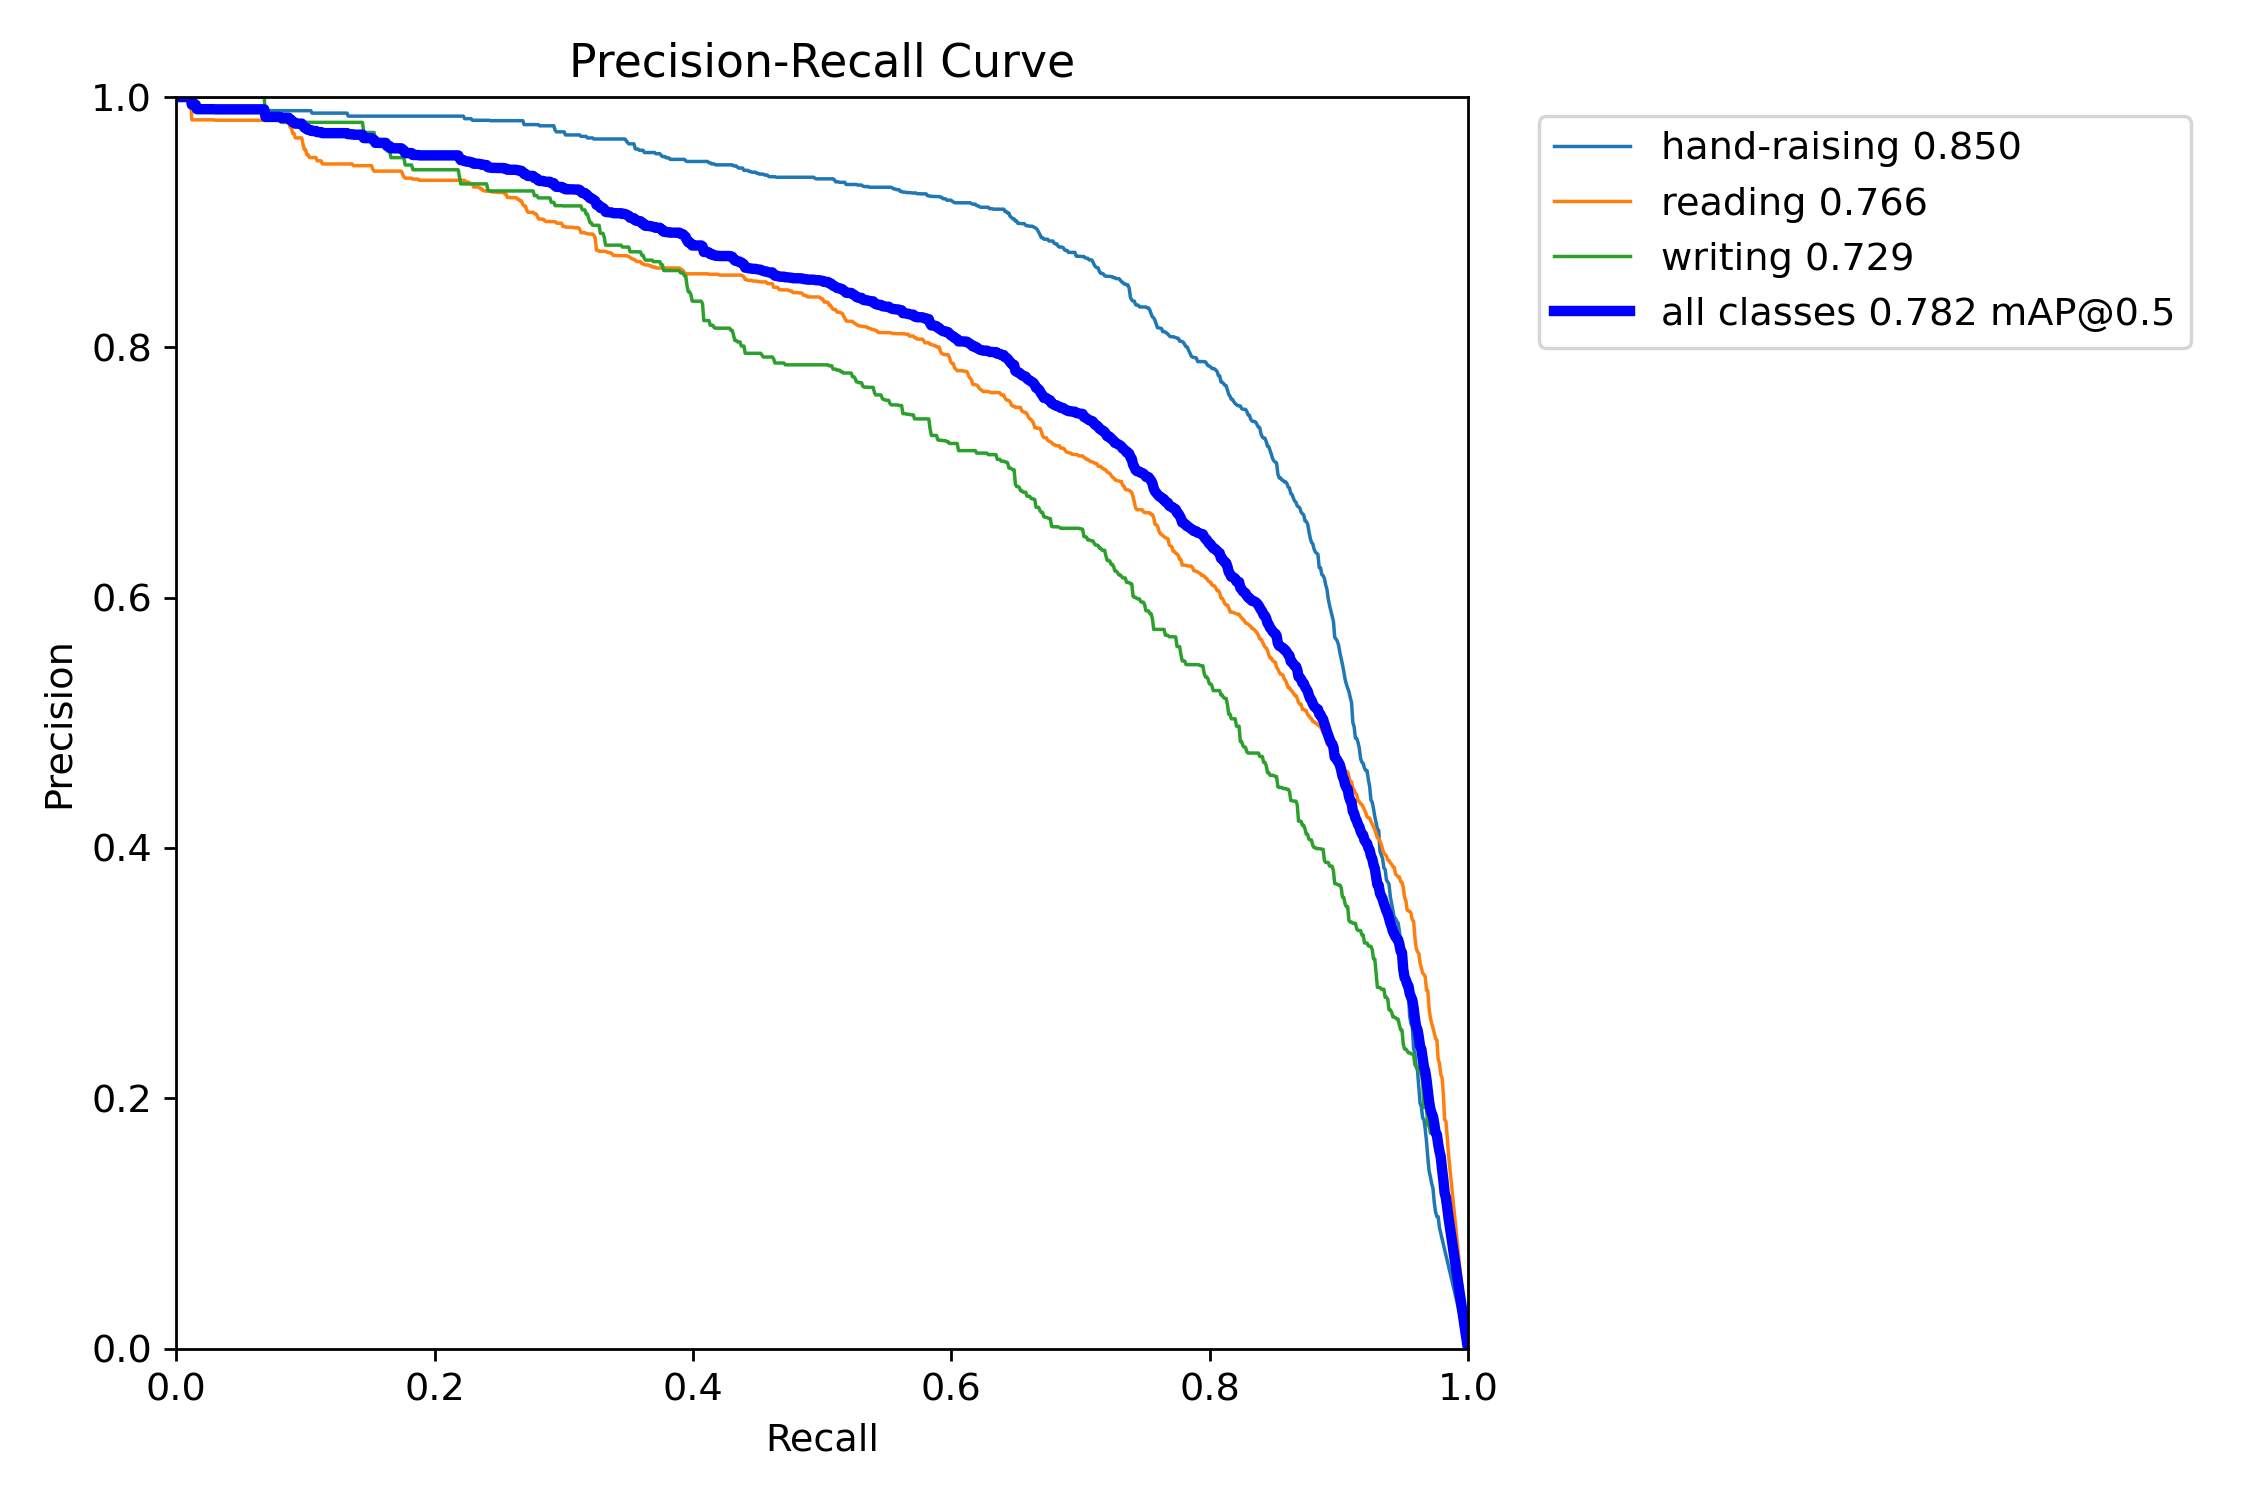 Precision-Recall Curve
1.0
0.8
0.6
0.4
0.2
0.0
Precision
0.0 0.2 0.4 0.6 0.8 1.0
Recall
hand-raising 0.850
reading 0.766
writing 0.729
all classes 0.782 mAP@0.5